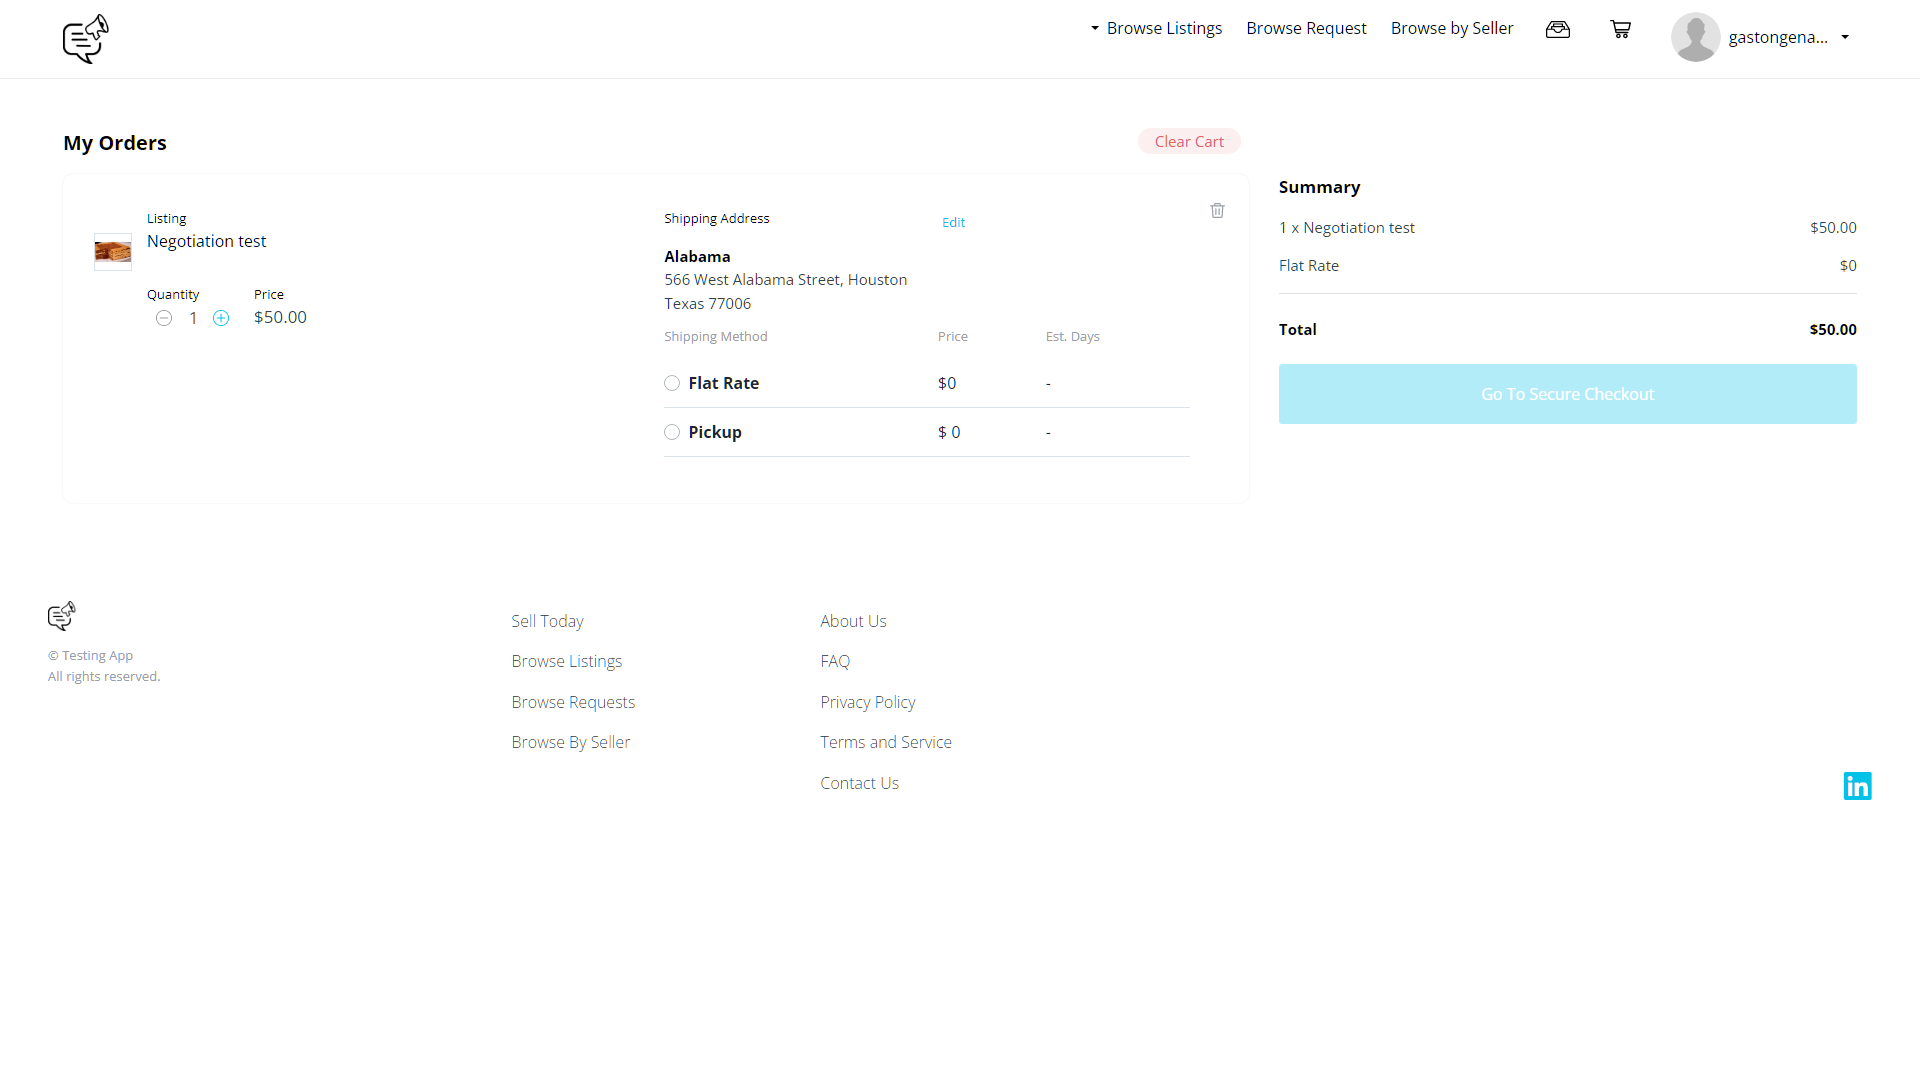 Browse Listings
Browse Request
Browse by Seller
gastongena...
My Orders
Clear Cart
Listing
Negotiation test
Quantity
Price
1
$50.00
Shipping Address
Edit
Alabama
566 West Alabama Street, Houston
Texas 77006
Shipping Method
Price
Est. Days
Flat Rate
$0
-
Pickup
$ 0
-
Summary
1 x Negotiation test
$50.00
Flat Rate
$0
Total
$50.00
Go To Secure Checkout
© Testing App
All rights reserved.
Sell Today
Browse Listings
Browse Requests
Browse By Seller
About Us
FAQ
Privacy Policy
Terms and Service
Contact Us
in